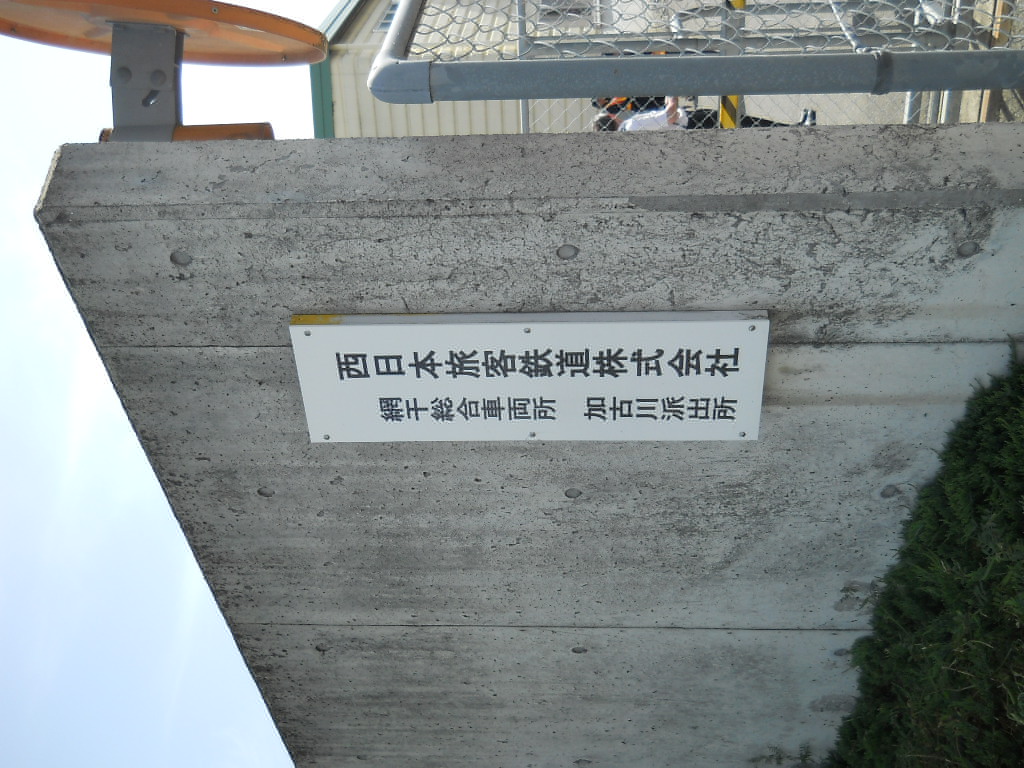 西日本旅客鉄道株式会社
網干総合車両所　加古川派出所